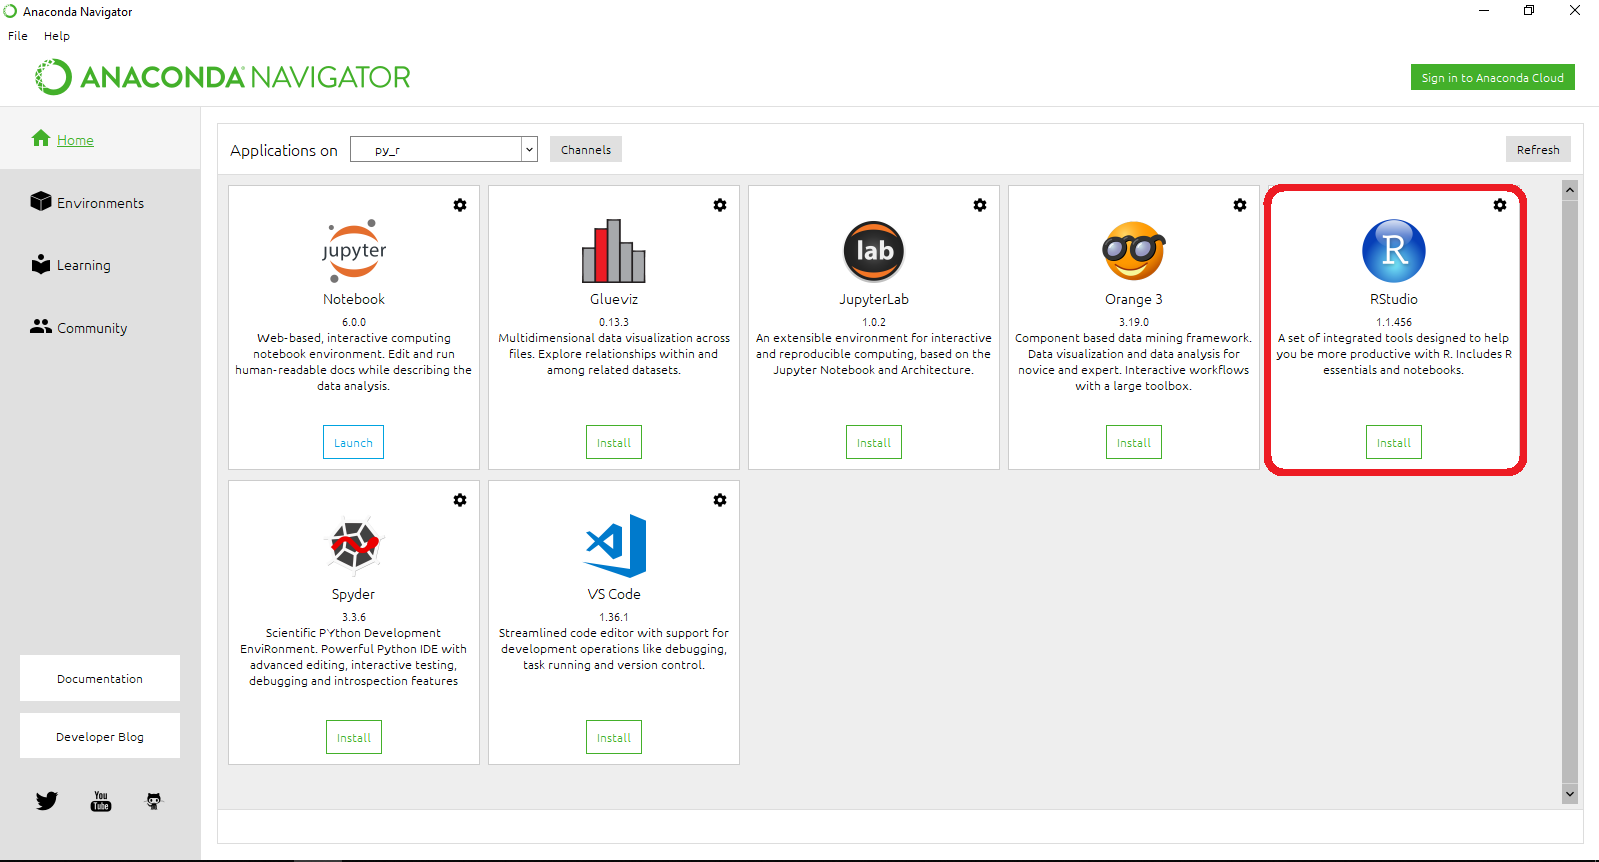 Anaconda Navigator
File Help
ANACONDA NAVIGATOR
Sign in to Anaconda Cloud
Home
Environments
Learning
Community
Documentation
Developer Blog
You
Tube
Applications on py_r Channels
Refresh
jupyter
Notebook
6.0.0
Web-based, interactive computing
notebook environment. Edit and run
human-readable docs while describing the
data analysis.
Launch
Glueviz
0.13.3
Multidimensional data visualization across
files. Explore relationships within and
among related datasets.
Install
lab
JupyterLab
1.0.2
An extensible environment for interactive
and reproducible computing, based on the
Jupyter Notebook and Architecture.
Install
Orange 3
3.19.0
Component based data mining framework.
Data visualization and data analysis for
novice and expert. Interactive workflows
with a large toolbox.
Install
R
RStudio
1.1.456
A set of integrated tools designed to help
you be more productive with R. Includes R
essentials and notebooks.
Install
Spyder
3.3.6
Scientific PYthon Development
EnviRonment. Powerful Python IDE with
advanced editing, interactive testing,
debugging and introspection features
Install
VS Code
1.36.1
Streamlined code editor with support for
development operations like debugging,
task running and version control.
Install